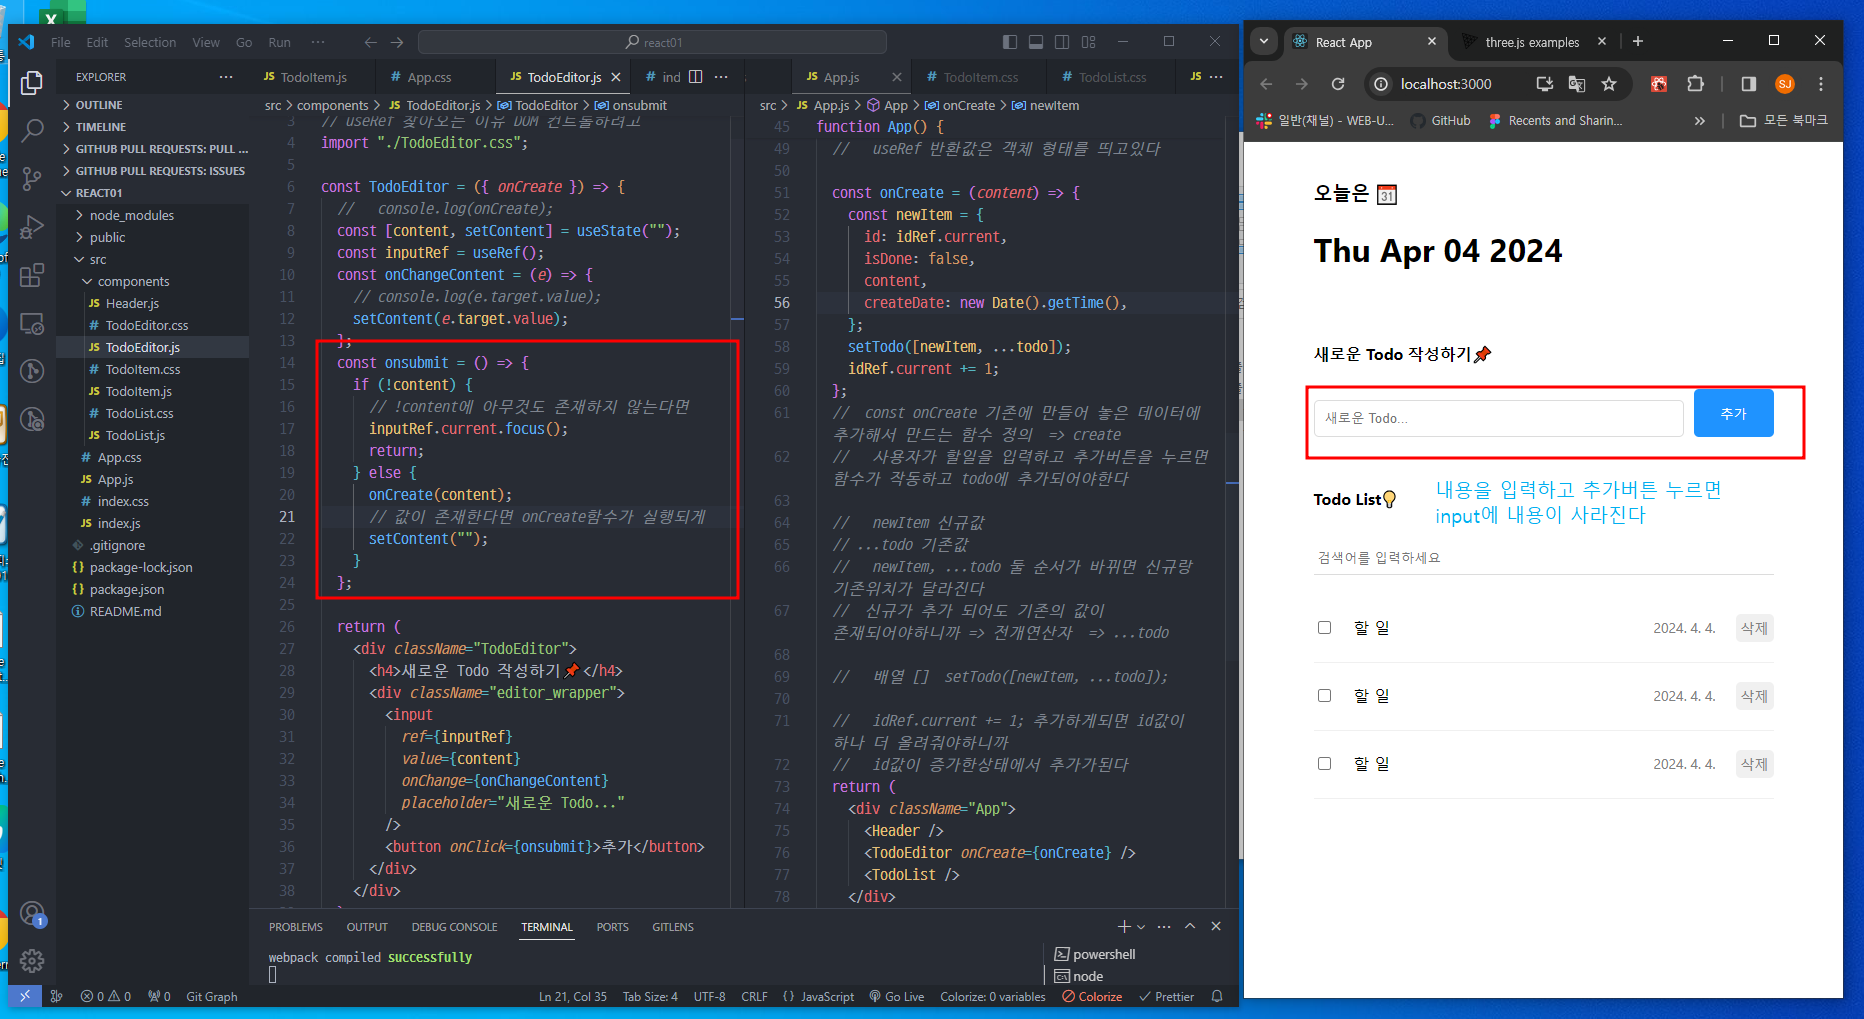 File Edit Selection View Go Run ··· react01
EXPLORER ···
OUTLINE
TIMELINE
GITHUB PULL REQUESTS: PULL ...
GITHUB PULL REQUESTS: ISSUES
REACT01
node_modules
public
src
components
JS Header.js
# TodoEditor.css
JS TodoEditor.js
# TodoItem.css
JS TodoItem.js
# TodoList.css
JS TodoList.js
# App.css
JS App.js
# index.css
JS index.js
.gitignore
{} package-lock.json
{} package.json
README.md
1
JS TodoItem.js # App.css JS TodoEditor.js # ind ···
src > components > JS TodoEditor.js > TodoEditor > onsubmit
3 // useRef 찾아오는 이유 DOM 컨트롤하려고
4 import "./TodoEditor.css";
5
6 const TodoEditor = ({ onCreate }) => {
7 // console.log(onCreate);
8 const [content, setContent] = useState("");
9 const inputRef = useRef();
10 const onChangeContent = (e) => {
11 // console.log(e.target.value);
12 setContent(e.target.value);
13 };
14 const onsubmit = () => {
15 if (!content) {
16 // !content에 아무것도 존재하지 않는다면
17 inputRef.current.focus();
18 return;
19 } else {
20 onCreate(content);
21 // 값이 존재한다면 onCreate함수가 실행되게
22 setContent("");
23 }
24 };
25
26 return (
27 <div className="TodoEditor">
28 <h4>새로운 Todo 작성하기📌</h4>
29 <div className="editor_wrapper">
30 <input
31 ref={inputRef}
32 value={content}
33 onChange={onChangeContent}
34 placeholder="새로운 Todo..."
35 />
36 <button onClick={onsubmit}>추가</button>
37 </div>
38 </div>
JS App.js # TodoItem.css # TodoList.css JS ···
src > JS App.js > App > onCreate > newItem
45 function App() {
49 // useRef 반환값은 객체 형태를 띄고있다
50
51 const onCreate = (content) => {
52 const newItem = {
53 id: idRef.current,
54 isDone: false,
55 content,
56 createDate: new Date().getTime(),
57 };
58 setTodo([newItem, ...todo]);
59 idRef.current += 1;
60 };
61 // const onCreate 기존에 만들어 놓은 데이터에
추가해서 만드는 함수 정의 => create
62 // 사용자가 할일을 입력하고 추가버튼을 누르면
함수가 작동하고 todo에 추가되어야한다
63
64 // newItem 신규값
65 // ...todo 기존값
66 // newItem, ...todo 둘 순서가 바뀌면 신규랑
기존위치가 달라진다
67 // 신규가 추가 되어도 기존의 값이
존재되어야하니까 => 전개연산자 => ...todo
68
69 // 배열 [] setTodo([newItem, ...todo]);
70
71 // idRef.current += 1; 추가하게되면 id값이
하나 더 올려줘야하니까
72 // id값이 증가한상태에서 추가가된다
73 return (
74 <div className="App">
75 <Header />
76 <TodoEditor onCreate={onCreate} />
77 <TodoList />
78 </div>
PROBLEMS OUTPUT DEBUG CONSOLE TERMINAL PORTS GITLENS
webpack compiled successfully
powershell
node
0 0 0 Git Graph Ln 21, Col 35 Tab Size: 4 UTF-8 CRLF {} JavaScript Go Live Colorize: 0 variables Colorize Prettier
React App three.js examples
localhost:3000 SJ
일반(채널) - WEB-U... GitHub Recents and Sharin... » 모든 북마크
오늘은 📅
Thu Apr 04 2024
새로운 Todo 작성하기📌
새로운 Todo... 추가
Todo List💡
내용을 입력하고 추가버튼 누르면
input에 내용이 사라진다
검색어를 입력하세요
할 일 2024. 4. 4. 삭제
할 일 2024. 4. 4. 삭제
할 일 2024. 4. 4. 삭제